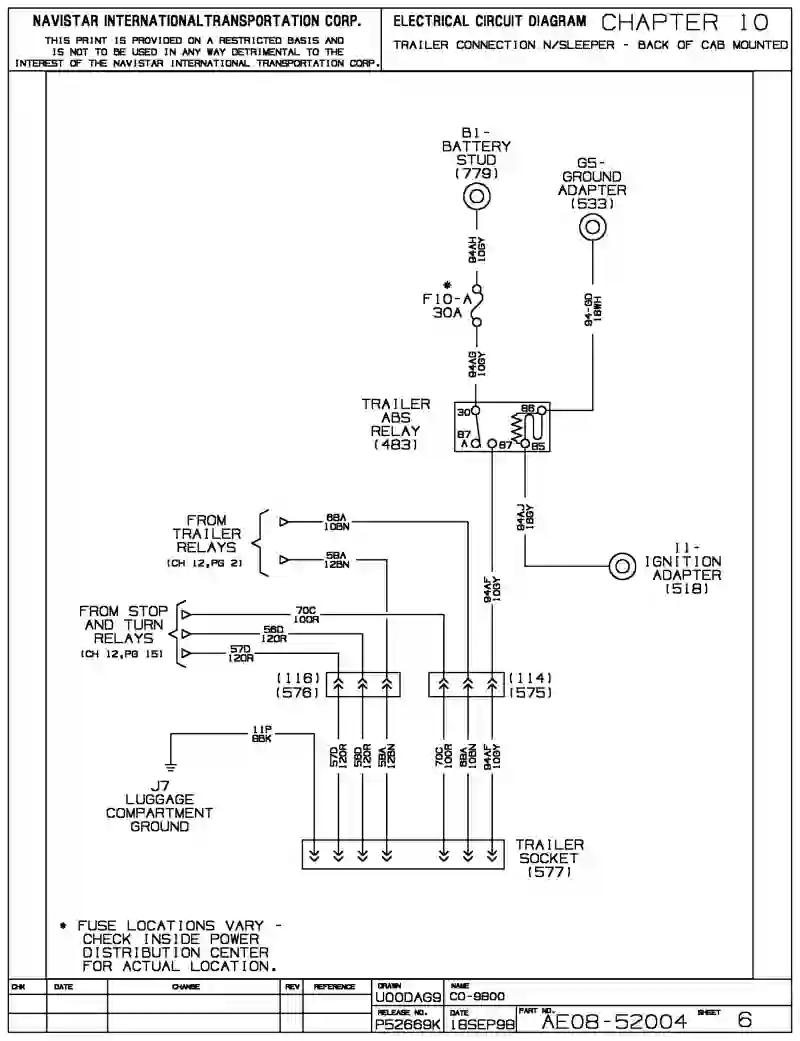 NAVISTAR INTERNATIONAL TRANSPORTATION CORP.
THIS PRINT IS PROVIDED ON A RESTRICTED BASIS AND
IS NOT TO BE USED IN ANY WAY DETRIMENTAL TO THE
INTEREST OF THE NAVISTAR INTERNATIONAL TRANSPORTATION CORP.
ELECTRICAL CIRCUIT DIAGRAM CHAPTER 10
TRAILER CONNECTION N/SLEEPER - BACK OF CAB MOUNTED
B1-
BATTERY
STUD
(779)
G5-
GROUND
ADAPTER
(533)
94AH
10GY
*
F10-A
30A
94-GD
18WH
94AG
10GY
TRAILER
ABS
RELAY
(483)
30
86
87
A
87
85
94AJ
18GY
FROM
TRAILER
RELAYS
(CH 12,PG 2)
68A
10BN
58A
12BN
I1-
IGNITION
ADAPTER
(518)
94AF
10GY
FROM STOP
AND TURN
RELAYS
(CH 12,PG 15)
70C
10OR
56D
12OR
57D
12OR
(116)
(576)
(114)
(575)
11P
8BK
57D
12OR
56D
12OR
58A
12BN
70C
10OR
68A
10BN
94AF
10GY
J7
LUGGAGE
COMPARTMENT
GROUND
TRAILER
SOCKET
(577)
* FUSE LOCATIONS VARY -
CHECK INSIDE POWER
DISTRIBUTION CENTER
FOR ACTUAL LOCATION.
CHK DATE CHANGE REV REFERENCE
DRAWN
U00DAG9
NAME
CO-9800
RELEASE NO.
P52669K
DATE
18SEP98
PART NO.
AE08-52004
SHEET
6